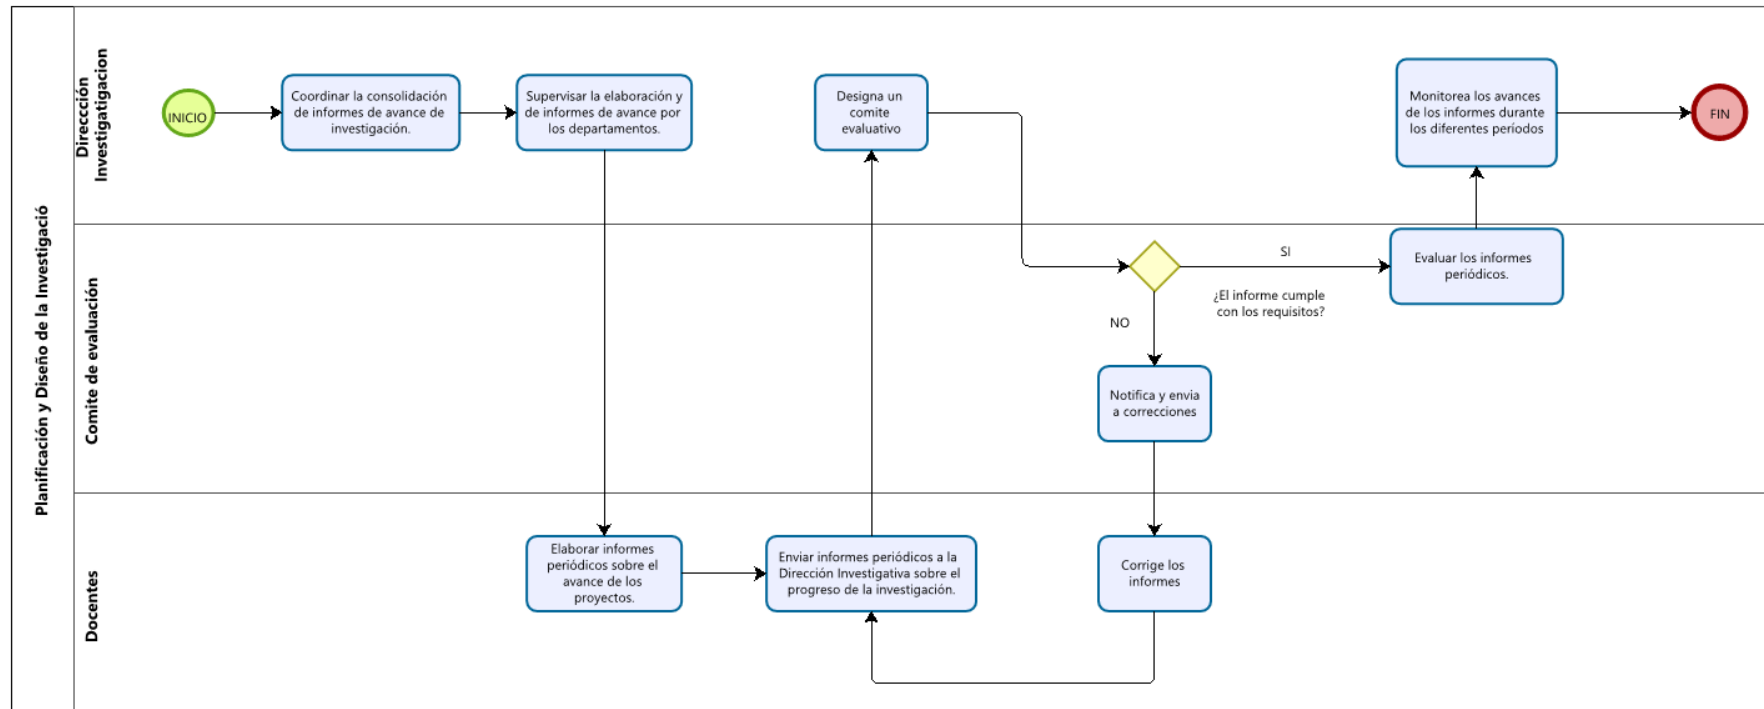 Planificación y Diseño de la Investigació
Direcçción
Investigatigacion
INICIO
Coordinar la consolidación
de informes de avance de
investigación.
Supervisar la elaboración y
de informes de avance por
los departamentos.
Designa un
comite
evaluativo
Monitorea los avances
de los informes durante
los diferentes períodos
FIN
Comite de evaluación
SI
¿El informe cumple
con los requisitos?
NO
Evaluar los informes
periódicos.
Notifica y envia
a correcciones
Docentes
Elaborar informes
periódicos sobre el
avance de los
proyectos.
Enviar informes periódicos a la
Dirección Investigativa sobre el
progreso de la investigación.
Corrige los
informes